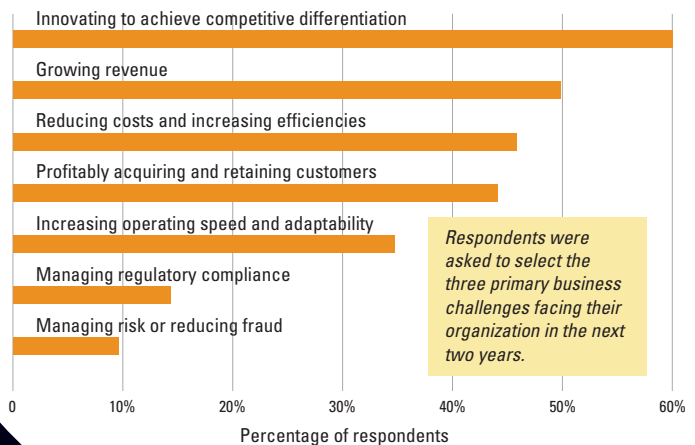 Innovating to achieve competitive differentiation
Growing revenue
Reducing costs and increasing efficiencies
Profitably acquiring and retaining customers
Increasing operating speed and adaptability
Managing regulatory compliance
Managing risk or reducing fraud
Respondents were
asked to select the
three primary business
challenges facing their
organization in the next
two years.
0 10% 20% 30% 40% 50% 60%
Percentage of respondents